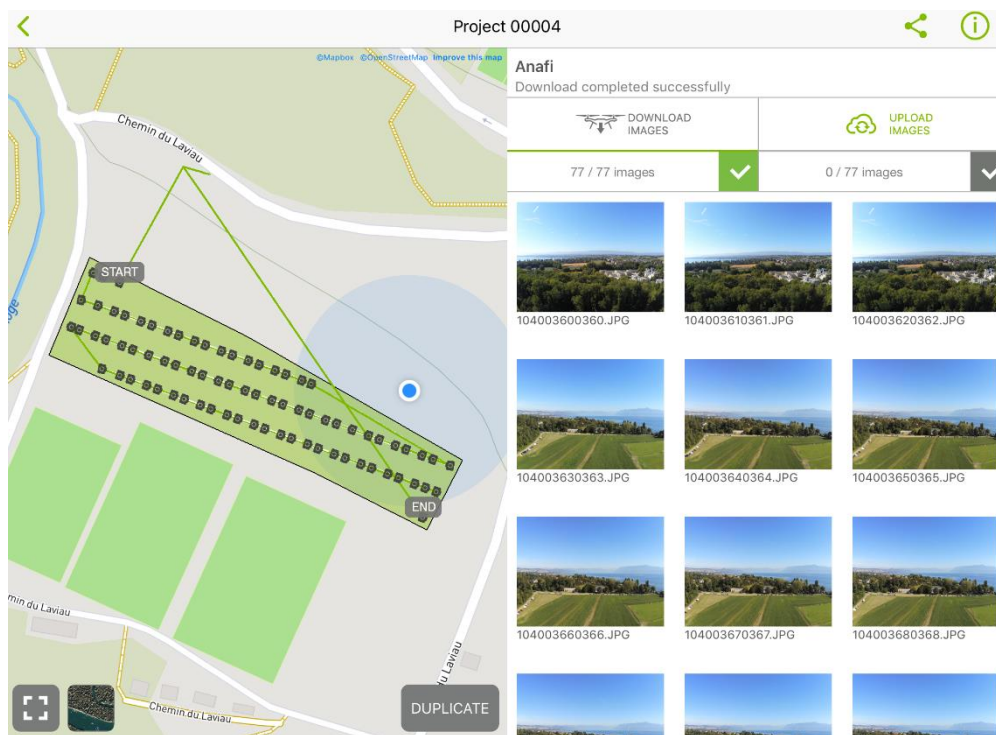 Project 00004
©Mapbox ©OpenStreetMap Improve this map
Chemin du Laviau
START
END
min du Laviau
Chemin du Laviau
u Laviau
DUPLICATE
Anafi
Download completed successfully
DOWNLOAD
IMAGES
UPLOAD
IMAGES
77 / 77 images
0 / 77 images
104003600360.JPG
104003610361.JPG
104003620362.JPG
104003630363.JPG
104003640364.JPG
104003650365.JPG
104003660366.JPG
104003670367.JPG
104003680368.JPG